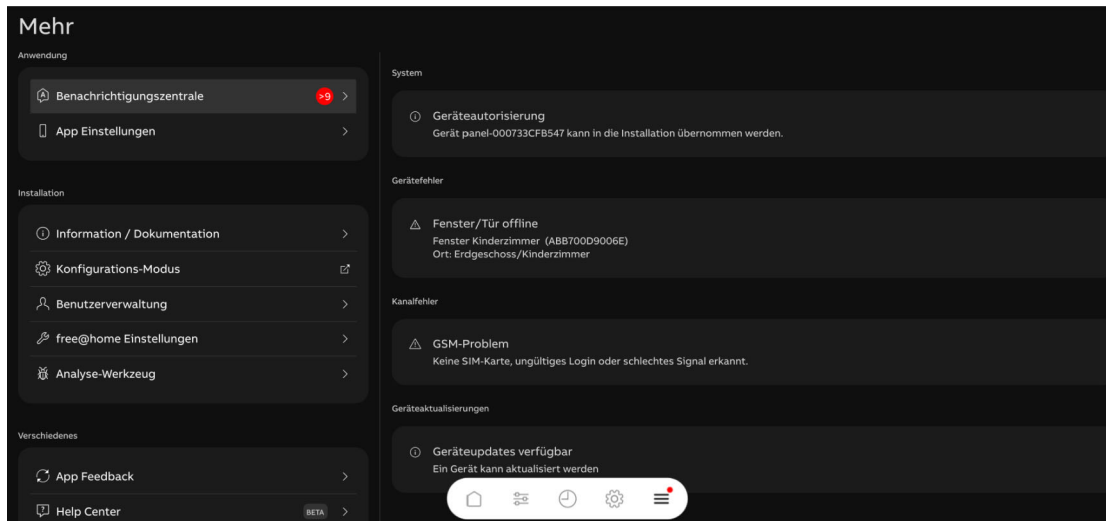 Mehr
Anwendung
Benachrichtigungszentrale
>9
App Einstellungen
Installation
Information / Dokumentation
Konfigurations-Modus
Benutzerverwaltung
free@home Einstellungen
Analyse-Werkzeug
Verschiedenes
App Feedback
Help Center
BETA
System
Geräteautorisierung
Gerät panel-000733CFB547 kann in die Installation übernommen werden.
Gerätefehler
Fenster/Tür offline
Fenster Kinderzimmer (ABB700D9006E)
Ort: Erdgeschoss/Kinderzimmer
Kanalfehler
GSM-Problem
Keine SIM-Karte, ungültiges Login oder schlechtes Signal erkannt.
Geräteaktualisierungen
Geräteupdates verfügbar
Ein Gerät kann aktualisiert werden